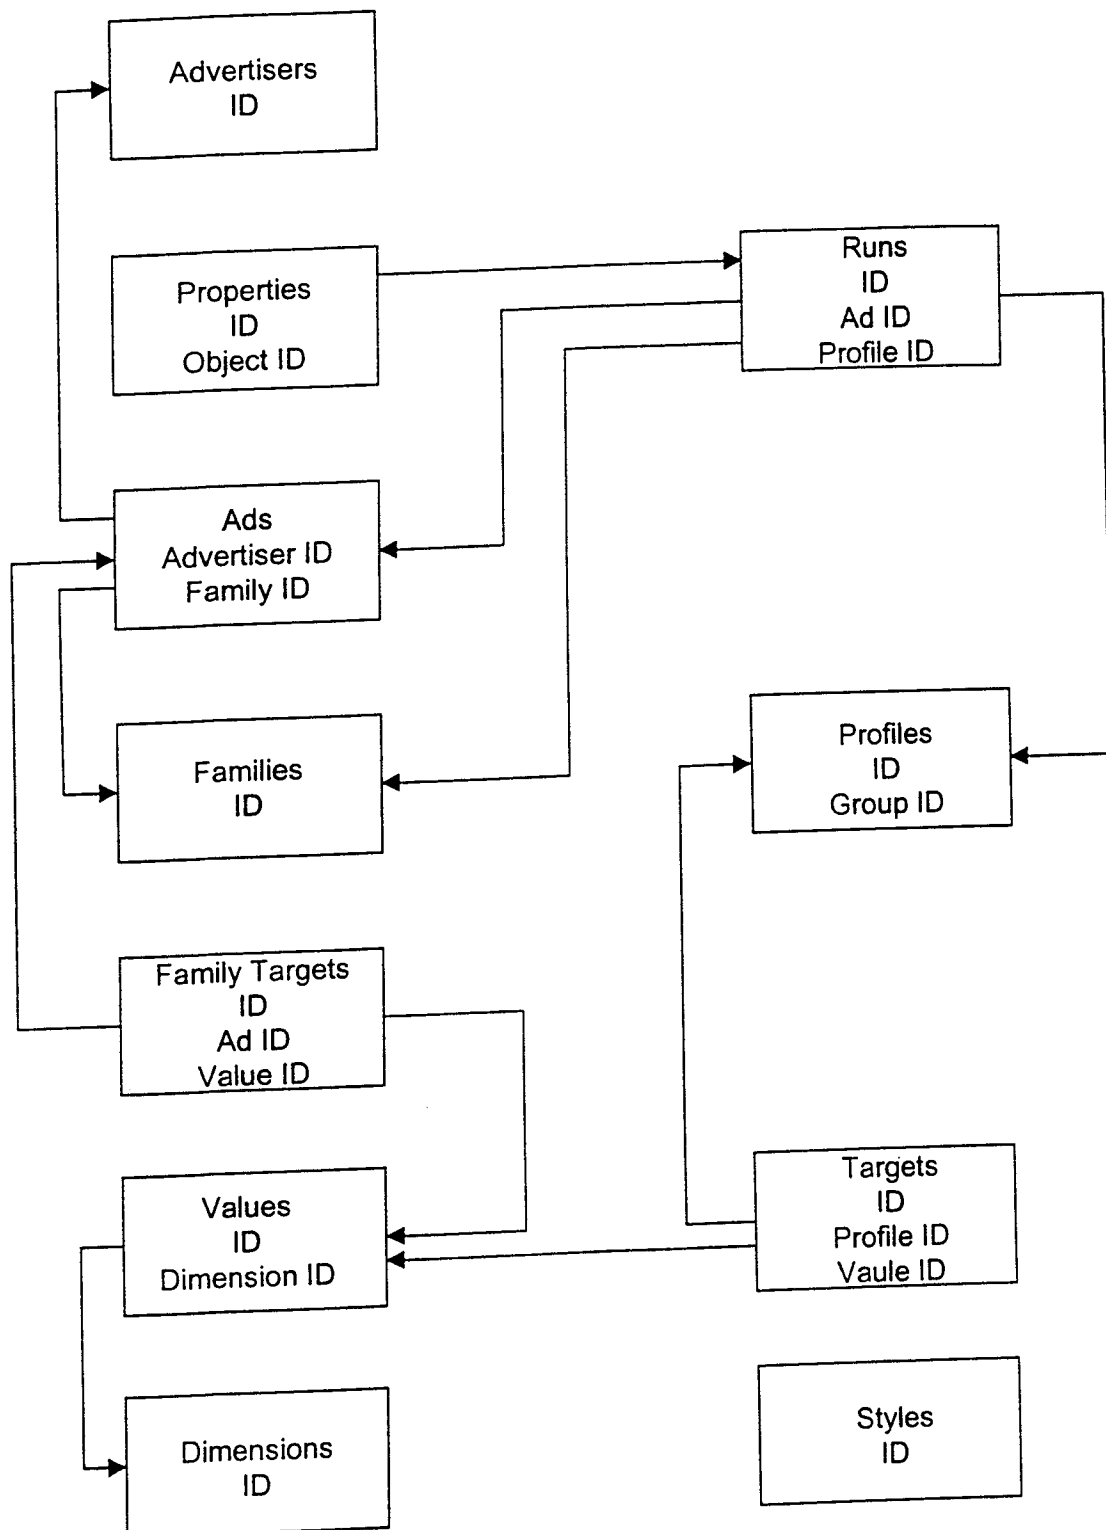 Advertisers
ID
Properties
ID
Object ID
Runs
ID
Ad ID
Profile ID
Ads
Advertiser ID
Family ID
Families
ID
Profiles
ID
Group ID
Family Targets
ID
Ad ID
Value ID
Values
ID
Dimension ID
Targets
ID
Profile ID
Vaule ID
Dimensions
ID
Styles
ID